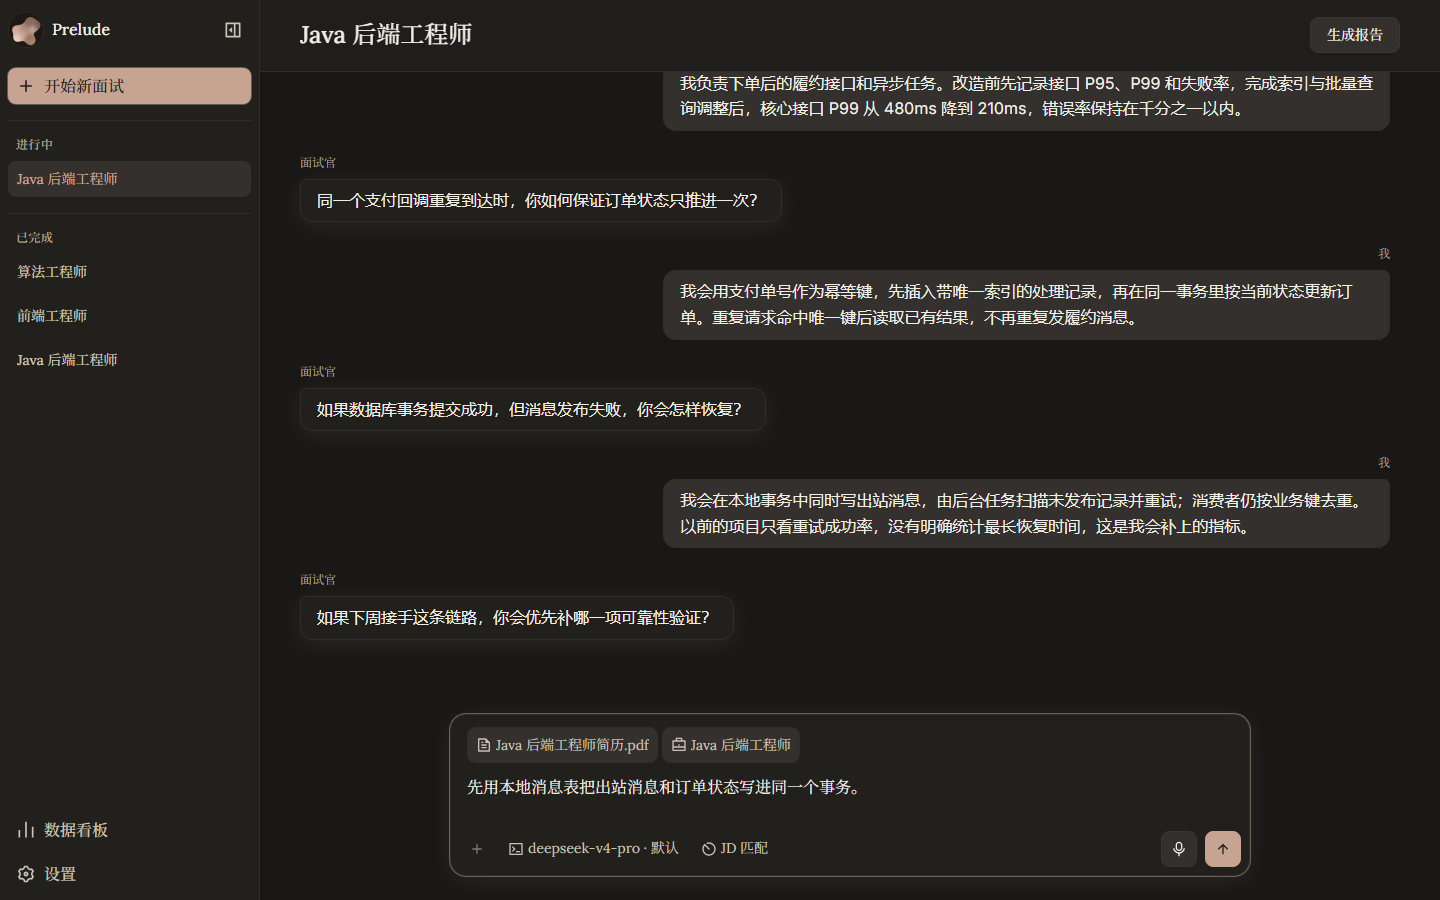 Prelude
开始新面试
进行中
Java 后端工程师
已完成
算法工程师
前端工程师
Java 后端工程师
数据看板
设置
Java 后端工程师
生成报告
我负责下单后的履约接口和异步任务。改造前先记录接口 P95、P99 和失败率，完成索引与批量查
询调整后，核心接口 P99 从 480ms 降到 210ms，错误率保持在千分之一以内。
面试官
同一个支付回调重复到达时，你如何保证订单状态只推进一次？
我
我会用支付单号作为幂等键，先插入带唯一索引的处理记录，再在同一事务里按当前状态更新订
单。重复请求命中唯一键后读取已有结果，不再重复发履约消息。
面试官
如果数据库事务提交成功，但消息发布失败，你会怎样恢复？
我
我会在本地事务中同时写出站消息，由后台任务扫描未发布记录并重试；消费者仍按业务键去重。
以前的项目只看重试成功率，没有明确统计最长恢复时间，这是我会补上的指标。
面试官
如果下周接手这条链路，你会优先补哪一项可靠性验证？
Java 后端工程师简历.pdf
Java 后端工程师
先用本地消息表把出站消息和订单状态写进同一个事务。
deepseek-v4-pro · 默认
JD 匹配